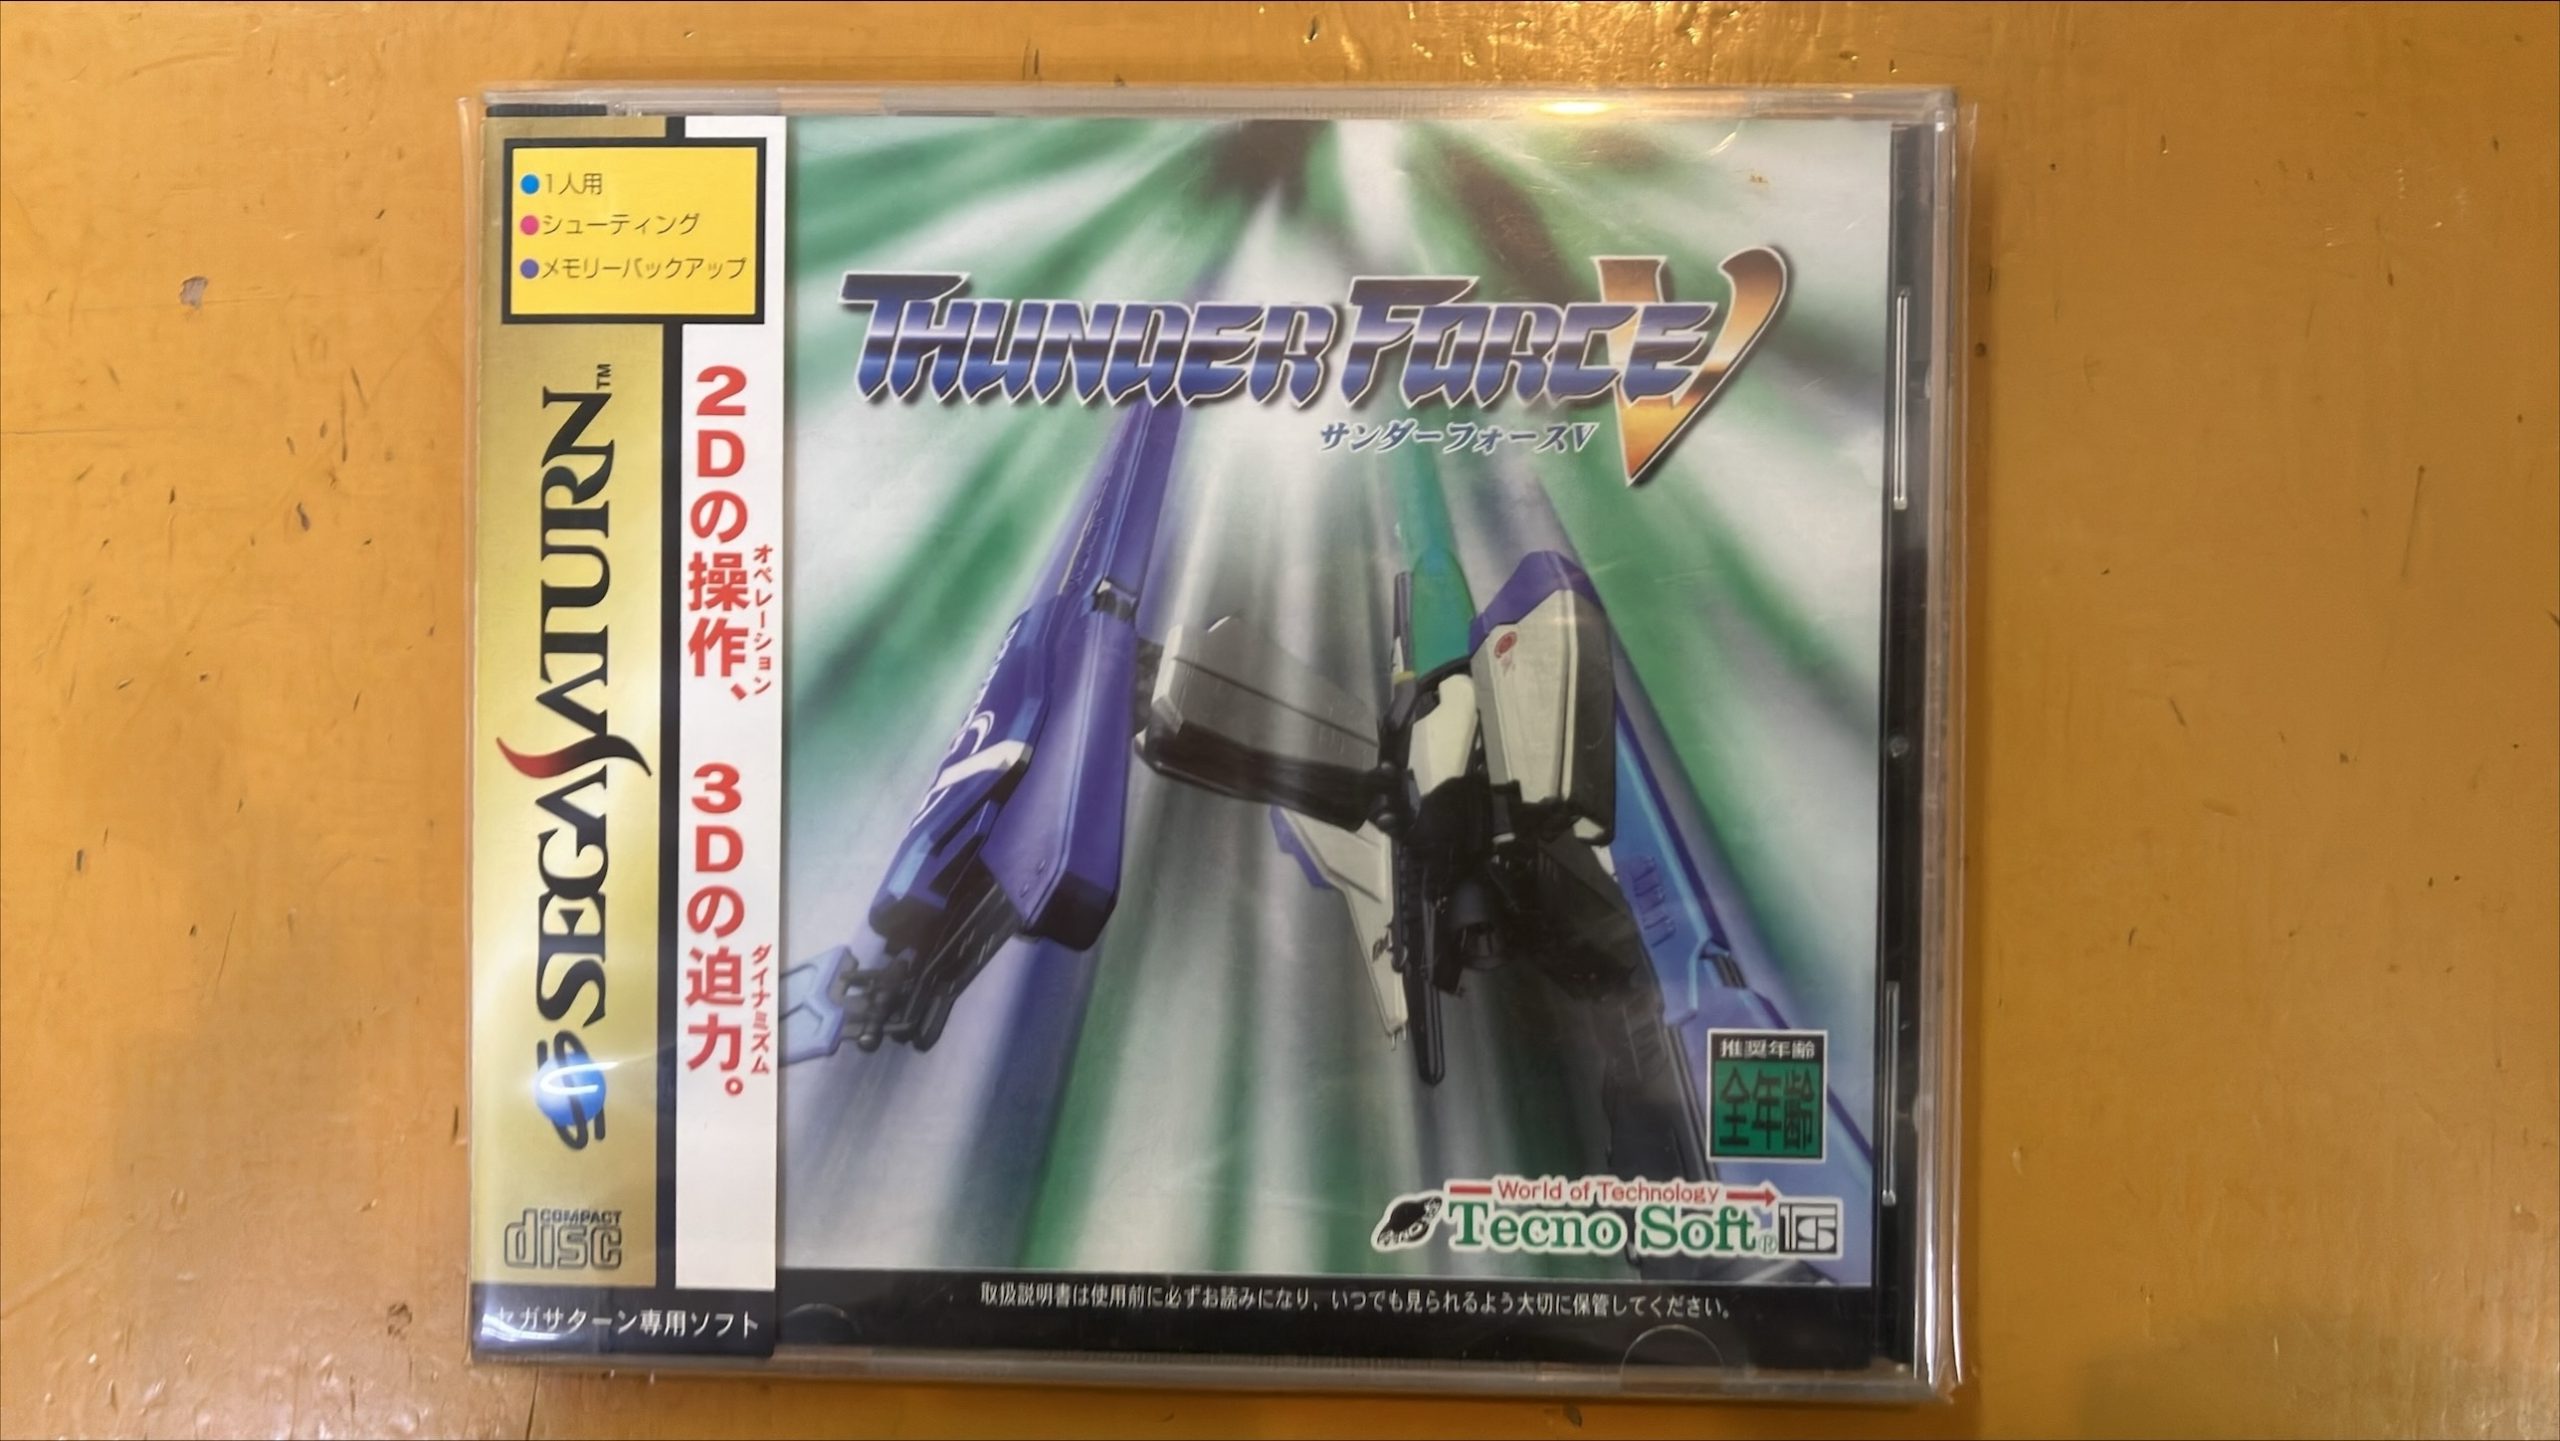 ●1人用
●シューティング
●メモリーバックアップ
SEGA SATURN™
COMPACT
disc
セガサターン専用ソフト
2Dの操作、
オペレーション
3Dの迫力。
ダイナミズム
THUNDER FORCE V
サンダーフォースV
推奨年齢
全年齢
World of Technology
Tecno Soft®
取扱説明書は使用前に必ずお読みになり、いつでも見られるよう大切に保管してください。